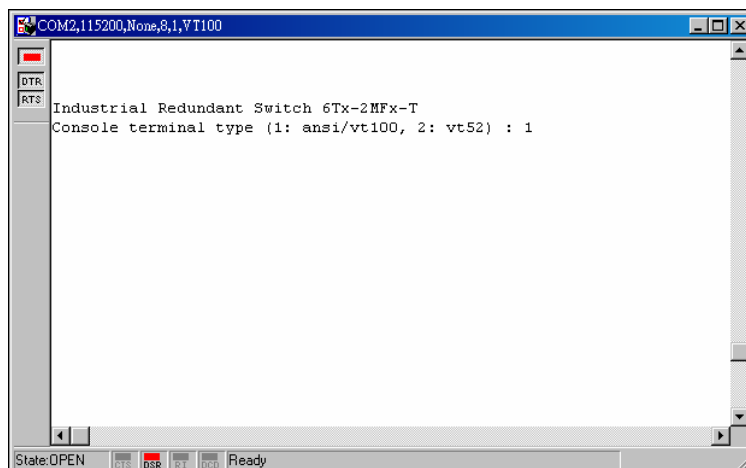 COM2,115200,None,8,1,VT100
DTR
RTS
Industrial Redundant Switch 6Tx-2MFx-T
Console terminal type (1: ansi/vt100, 2: vt52) : 1
State:OPEN CTS DSR RI DCD Ready